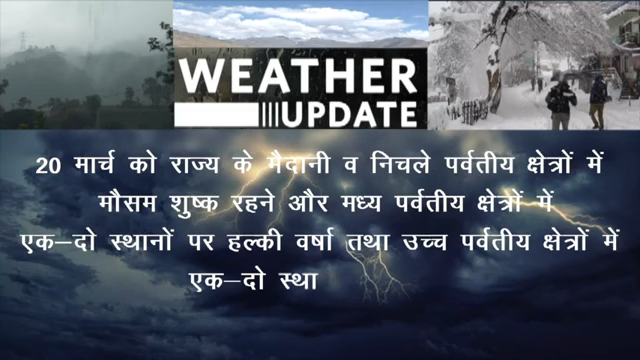 WEATHER
UPDATE
20 मार्च को राज्य के मैदानी व निचले पर्वतीय क्षेत्रों में
मौसम शुष्क रहने और मध्य पर्वतीय क्षेत्रों में
एक–दो स्थानों पर हल्की वर्षा तथा उच्च पर्वतीय क्षेत्रों में
एक–दो स्था